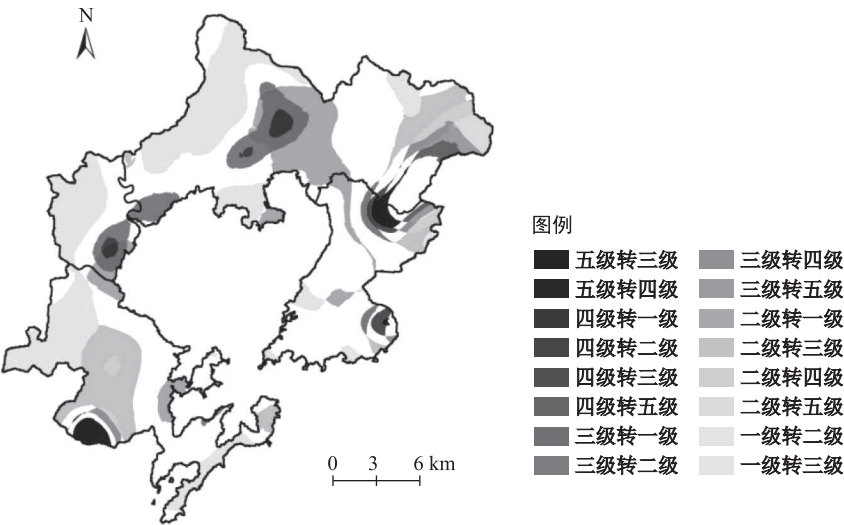 N
图例
五级转三级
五级转四级
四级转一级
四级转二级
四级转三级
四级转五级
三级转一级
三级转二级
三级转四级
三级转五级
二级转一级
二级转三级
二级转四级
二级转五级
一级转二级
一级转三级
0 3 6 km